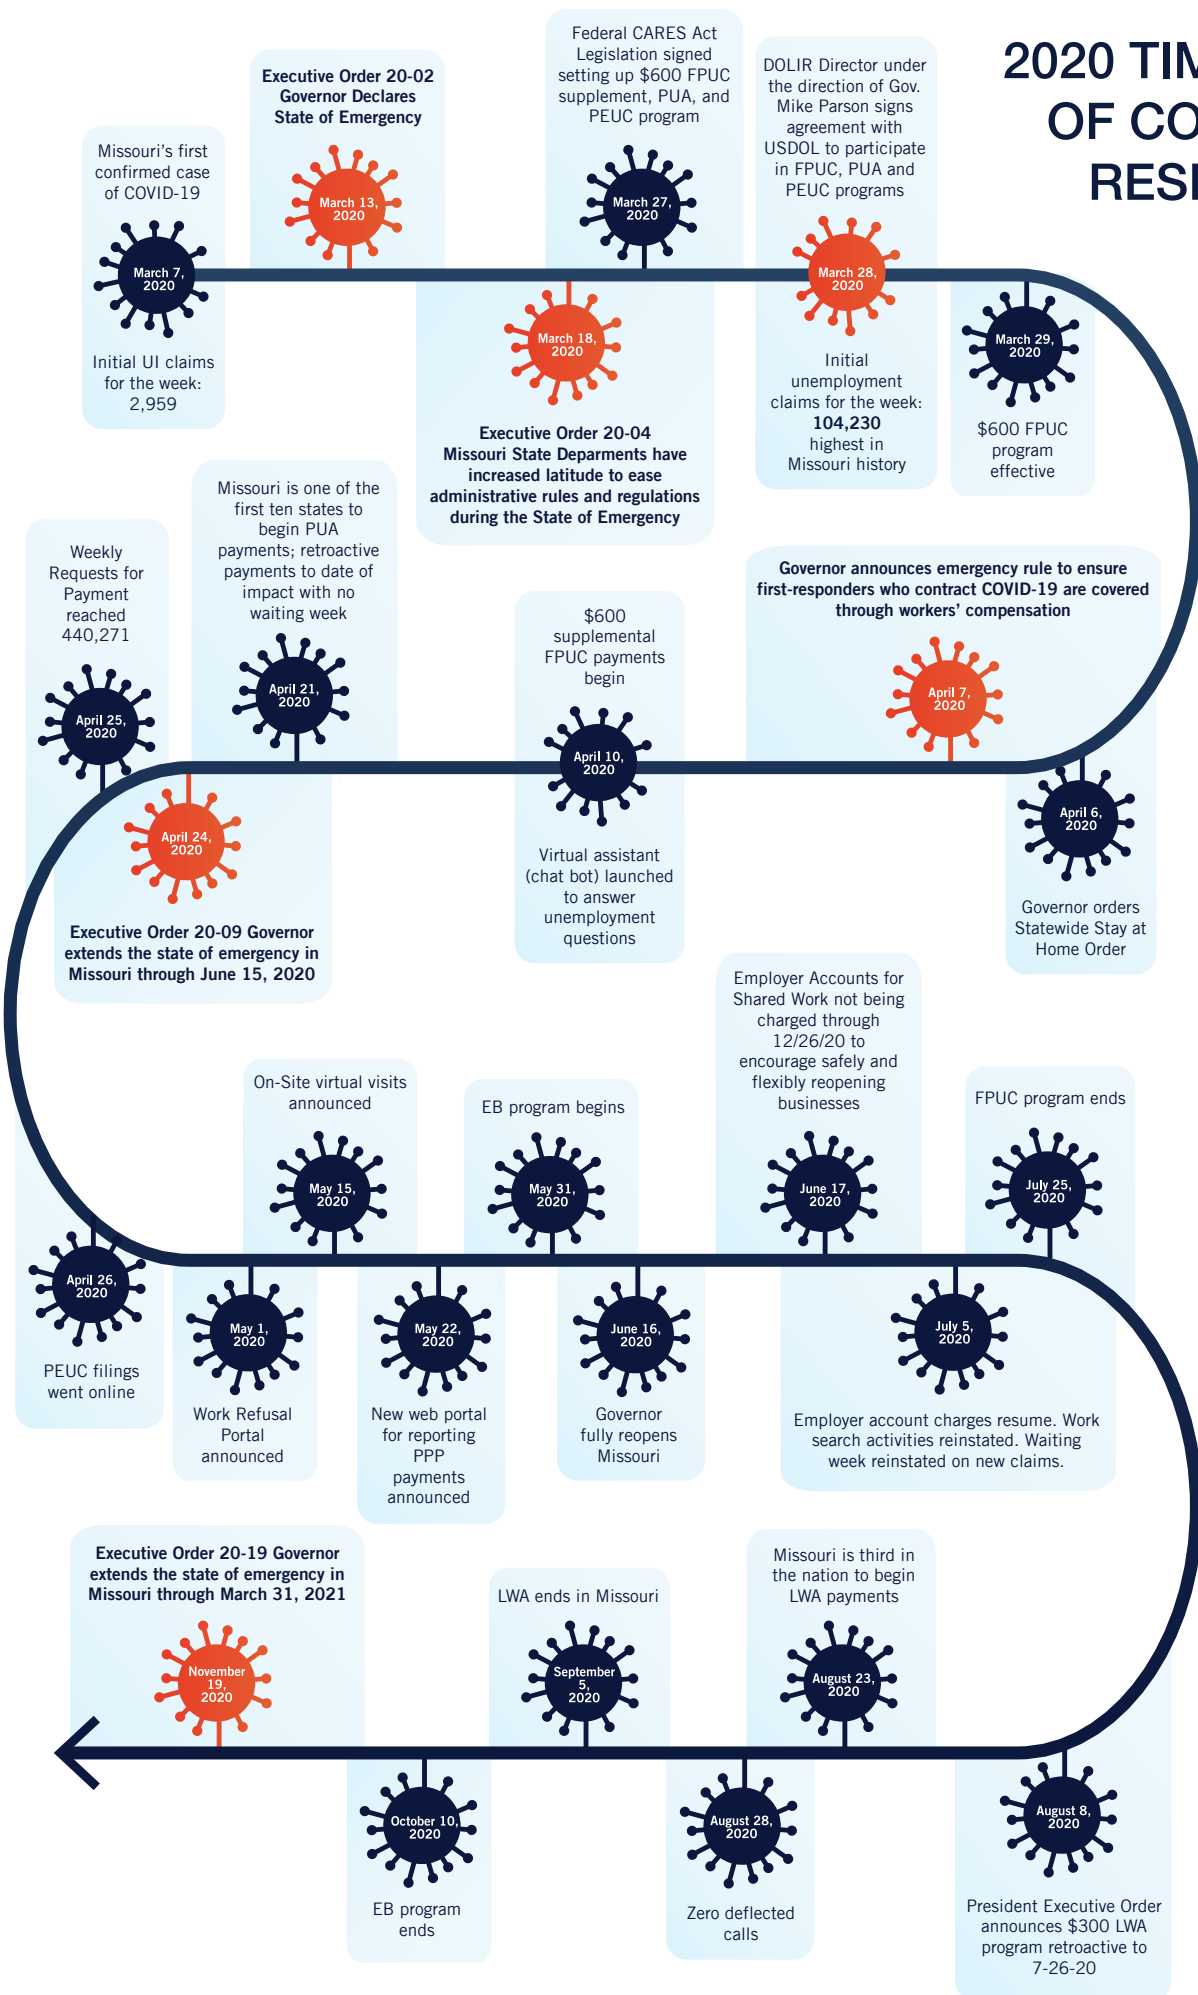 2020 TIM
OF CO
RES
Missouri's first
confirmed case
of COVID-19
March 7,
2020
Initial UI claims
for the week:
2,959
Executive Order 20-02
Governor Declares
State of Emergency
March 13,
2020
March 18,
2020
Executive Order 20-04
Missouri State Deparments have
increased latitude to ease
administrative rules and regulations
during the State of Emergency
Federal CARES Act
Legislation signed
setting up $600 FPUC
supplement, PUA, and
PEUC program
March 27,
2020
DOLIR Director under
the direction of Gov.
Mike Parson signs
agreement with
USDOL to participate
in FPUC, PUA and
PEUC programs
March 28,
2020
Initial
unemployment
claims for the week:
104,230
highest in
Missouri history
March 29,
2020
$600 FPUC
program
effective
April 6,
2020
Governor orders
Statewide Stay at
Home Order
Governor announces emergency rule to ensure
first-responders who contract COVID-19 are covered
through workers' compensation
April 7,
2020
$600
supplemental
FPUC payments
begin
April 10,
2020
Virtual assistant
(chat bot) launched
to answer
unemployment
questions
Missouri is one of the
first ten states to
begin PUA
payments; retroactive
payments to date of
impact with no
waiting week
April 21,
2020
April 24,
2020
Executive Order 20-09 Governor
extends the state of emergency in
Missouri through June 15, 2020
Weekly
Requests for
Payment
reached
440,271
April 25,
2020
April 26,
2020
PEUC filings
went online
May 1,
2020
Work Refusal
Portal
announced
On-Site virtual visits
announced
May 15,
2020
May 22,
2020
New web portal
for reporting
PPP
payments
announced
EB program begins
May 31,
2020
June 16,
2020
Governor
fully reopens
Missouri
Employer Accounts for
Shared Work not being
charged through
12/26/20 to
encourage safely and
flexibly reopening
businesses
June 17,
2020
July 5,
2020
Employer account charges resume. Work
search activities reinstated. Waiting
week reinstated on new claims.
FPUC program ends
July 25,
2020
August 8,
2020
President Executive Order
announces $300 LWA
program retroactive to
7-26-20
Missouri is third in
the nation to begin
LWA payments
August 23,
2020
August 28,
2020
Zero deflected
calls
LWA ends in Missouri
September
5,
2020
October 10,
2020
EB program
ends
Executive Order 20-19 Governor
extends the state of emergency in
Missouri through March 31, 2021
November
19,
2020